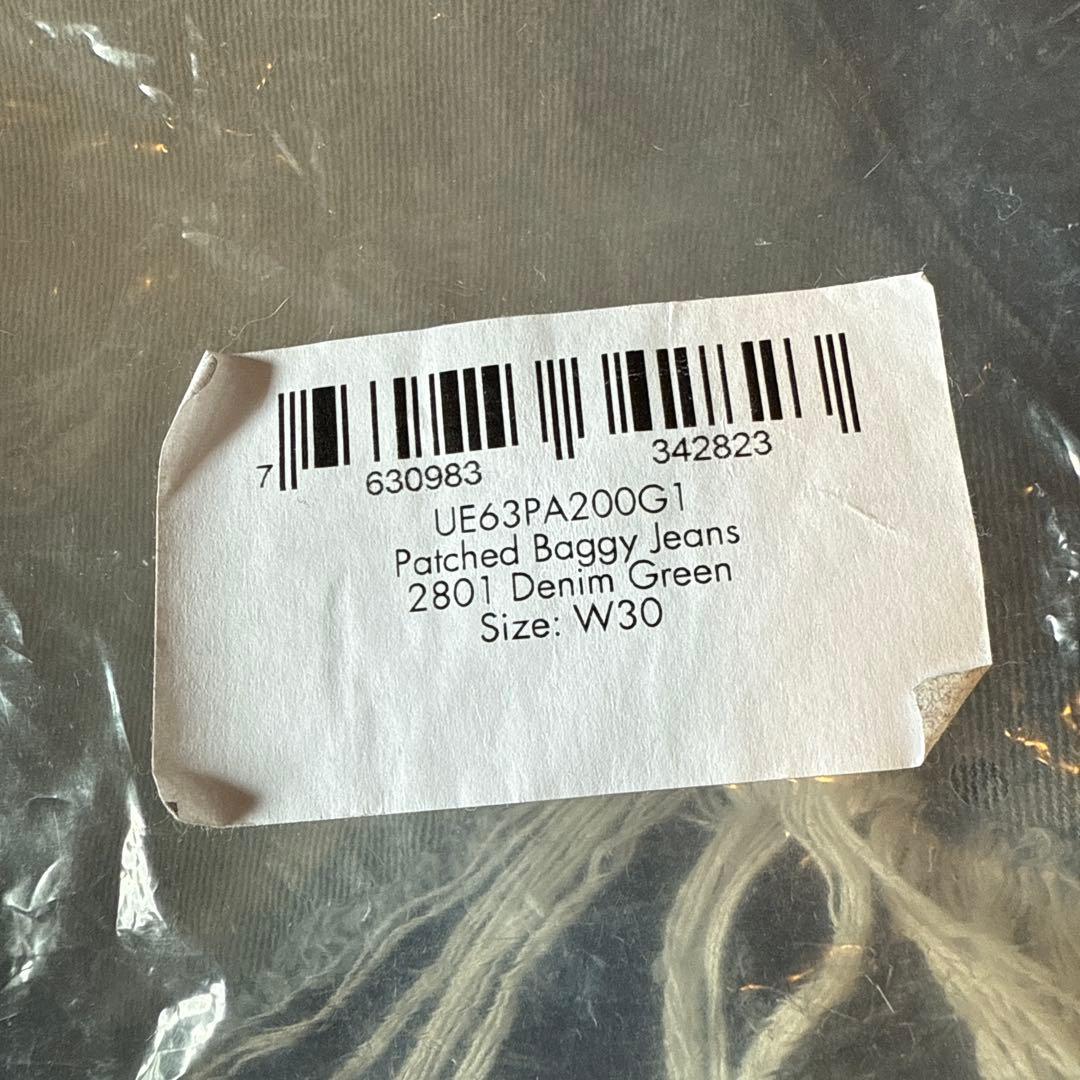 7 630983 342823
UE63PA200G1
Patched Baggy Jeans
2801 Denim Green
Size: W30